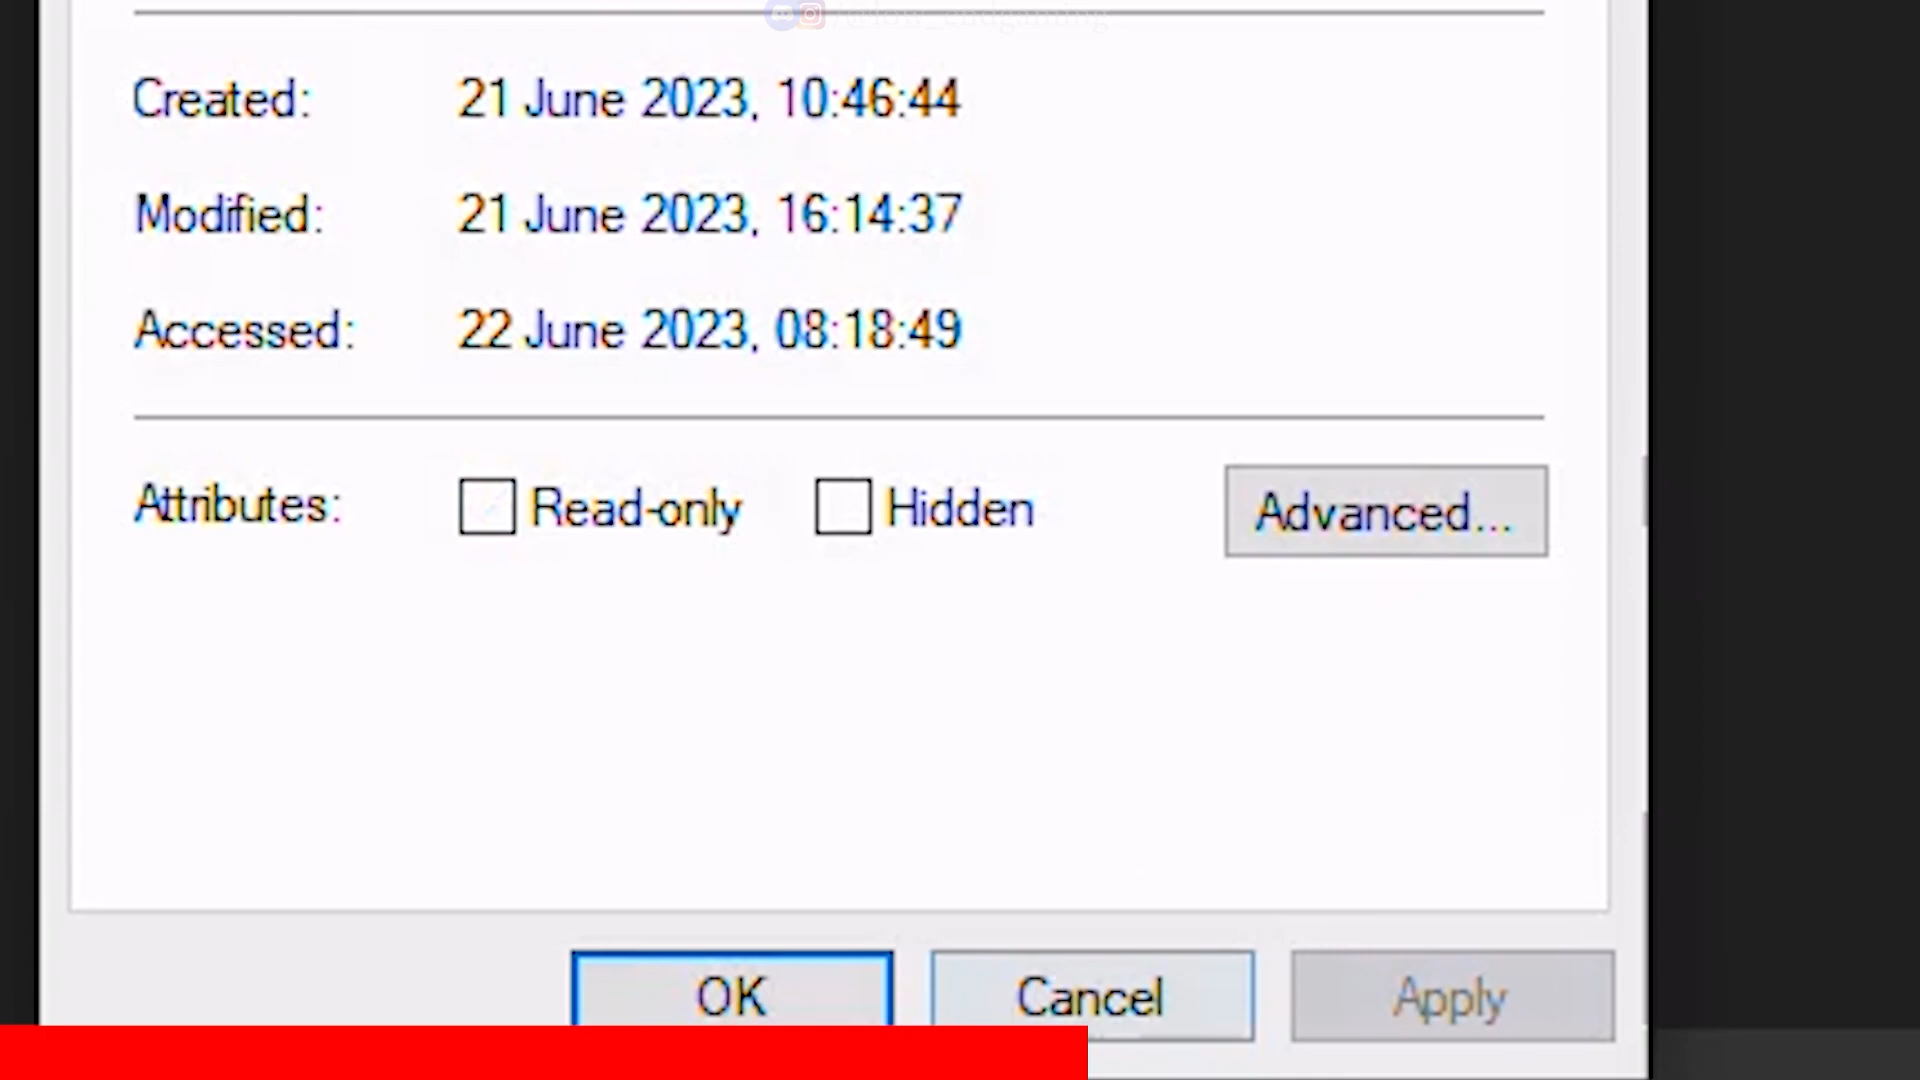 Created: 21 June 2023, 10:46:44
Modified: 21 June 2023, 16:14:37
Accessed: 22 June 2023, 08:18:49
Attributes: Read-only Hidden Advanced...
OK Cancel Apply